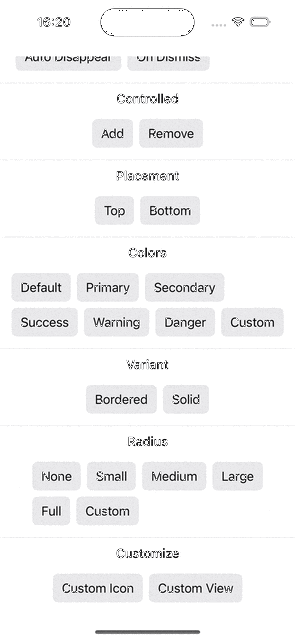 16:20
Auto Disappear On Dismiss
Controlled
Add Remove
Placement
Top Bottom
Colors
Default Primary Secondary
Success Warning Danger Custom
Variant
Bordered Solid
Radius
None Small Medium Large
Full Custom
Customize
Custom Icon Custom View